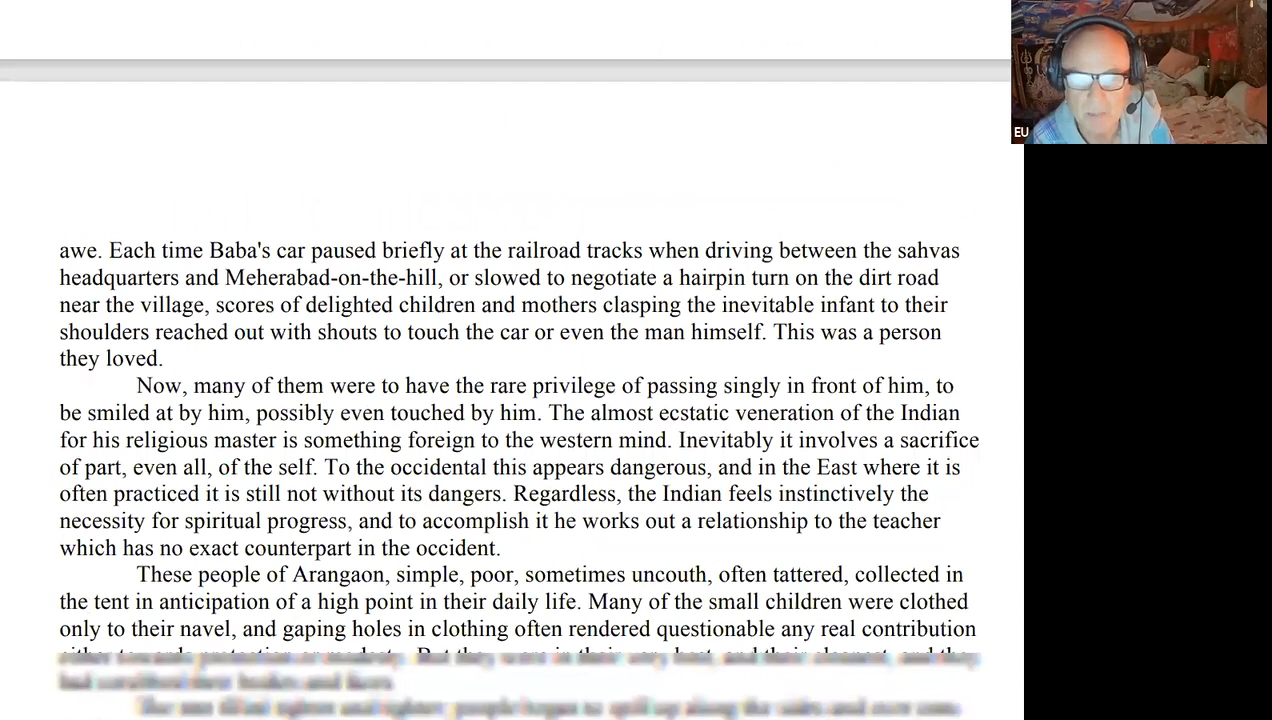 EU
awe. Each time Baba's car paused briefly at the railroad tracks when driving between the sahvas
headquarters and Meherabad-on-the-hill, or slowed to negotiate a hairpin turn on the dirt road
near the village, scores of delighted children and mothers clasping the inevitable infant to their
shoulders reached out with shouts to touch the car or even the man himself. This was a person
they loved.
Now, many of them were to have the rare privilege of passing singly in front of him, to
be smiled at by him, possibly even touched by him. The almost ecstatic veneration of the Indian
for his religious master is something foreign to the western mind. Inevitably it involves a sacrifice
of part, even all, of the self. To the occidental this appears dangerous, and in the East where it is
often practiced it is still not without its dangers. Regardless, the Indian feels instinctively the
necessity for spiritual progress, and to accomplish it he works out a relationship to the teacher
which has no exact counterpart in the occident.
These people of Arangaon, simple, poor, sometimes uncouth, often tattered, collected in
the tent in anticipation of a high point in their daily life. Many of the small children were clothed
only to their navel, and gaping holes in clothing often rendered questionable any real contribution